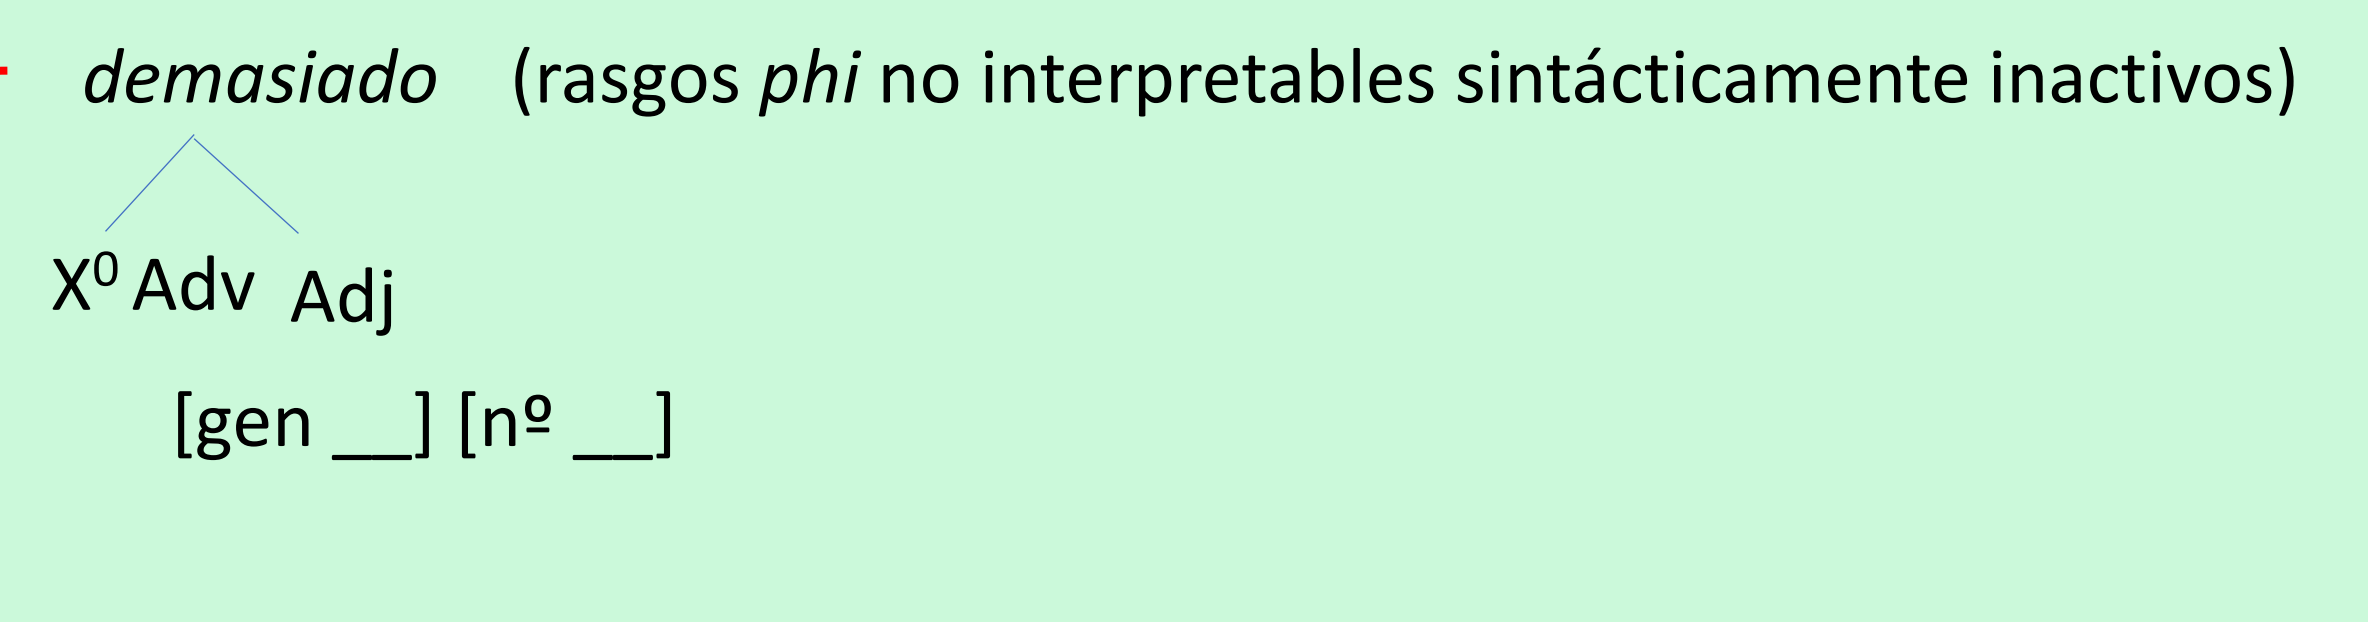 demasiado (rasgos phi no interpretables sintácticamente inactivos)
X⁰ Adv Adj
[gen __] [nº __]